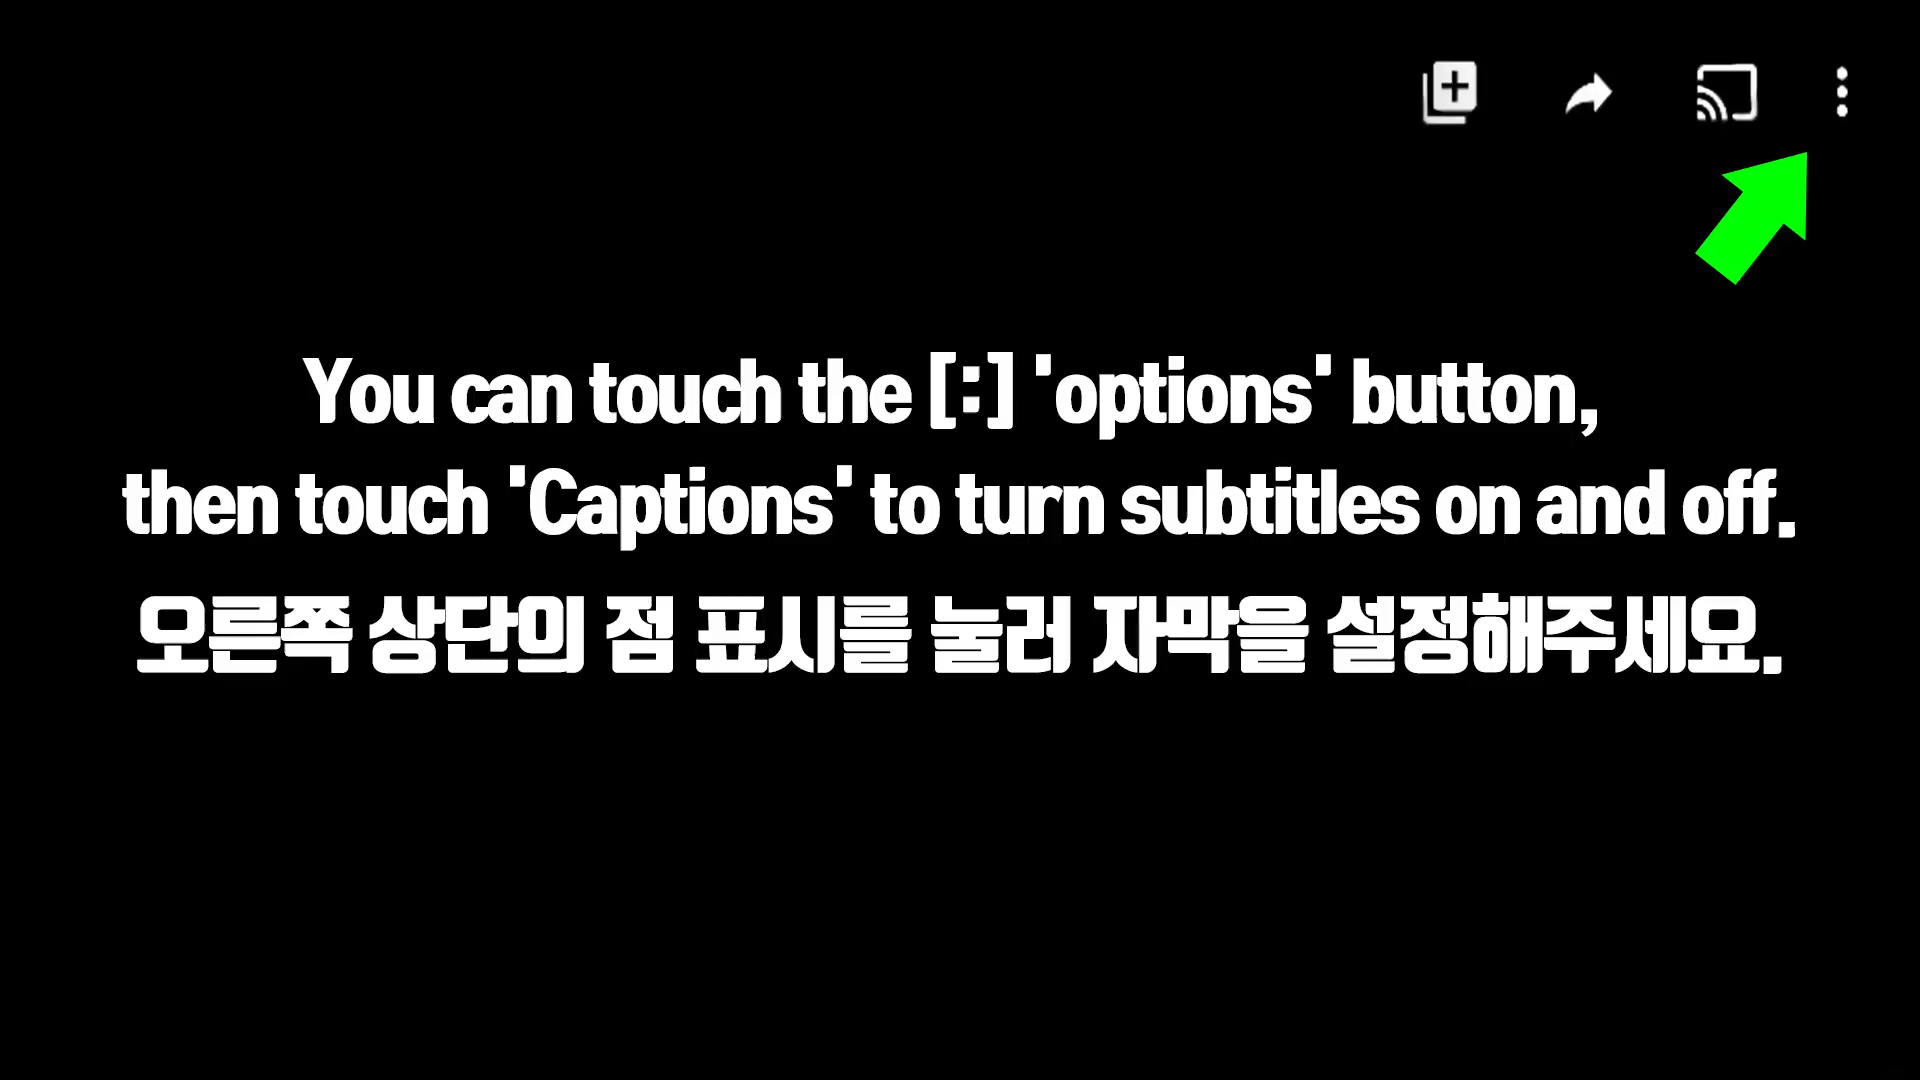 You can touch the [:] 'options' button,
then touch 'Captions' to turn subtitles on and off.
오른쪽 상단의 점 표시를 눌러 자막을 설정해주세요.